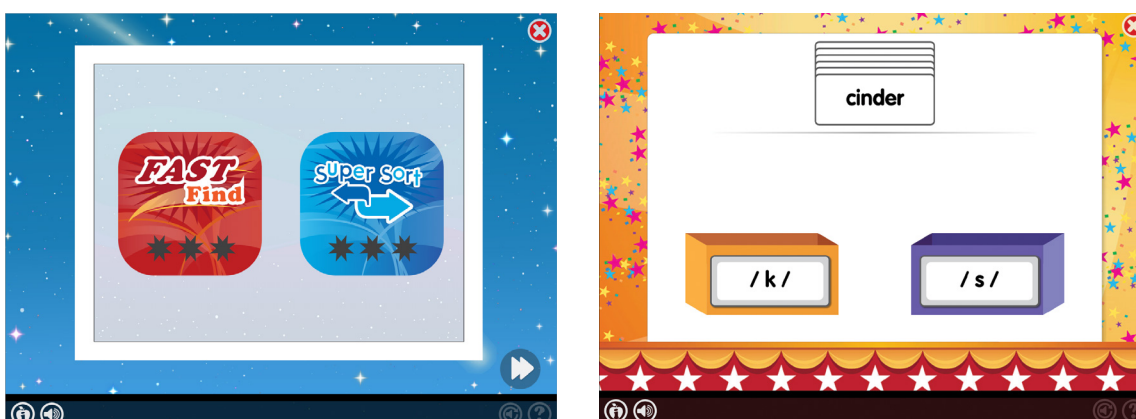 FAST
Find
Super Sort
cinder
/k/
/s/